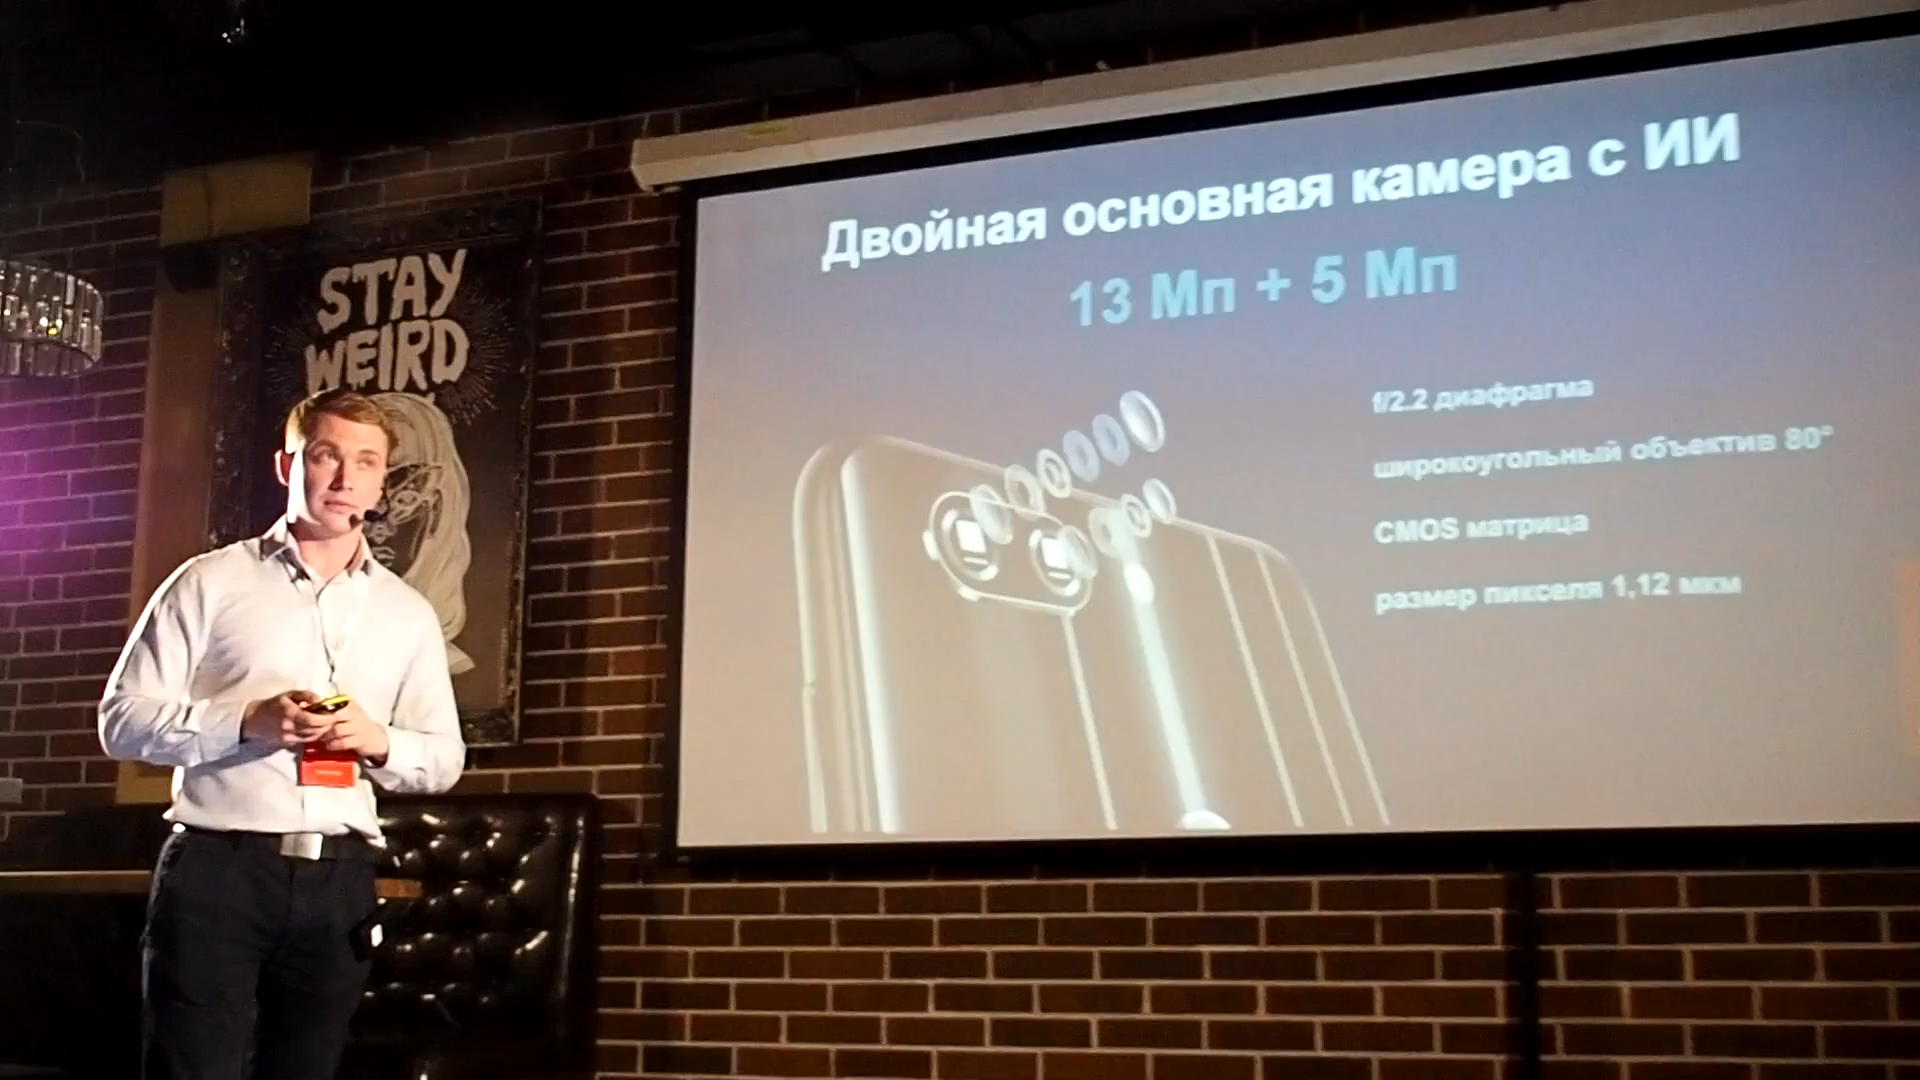 STAY
WEIRD
Двойная основная камера с ИИ
13 Мп + 5 Мп
f/2.2 диафрагма
широкоугольный объектив 80°
CMOS матрица
размер пикселя 1,12 мкм